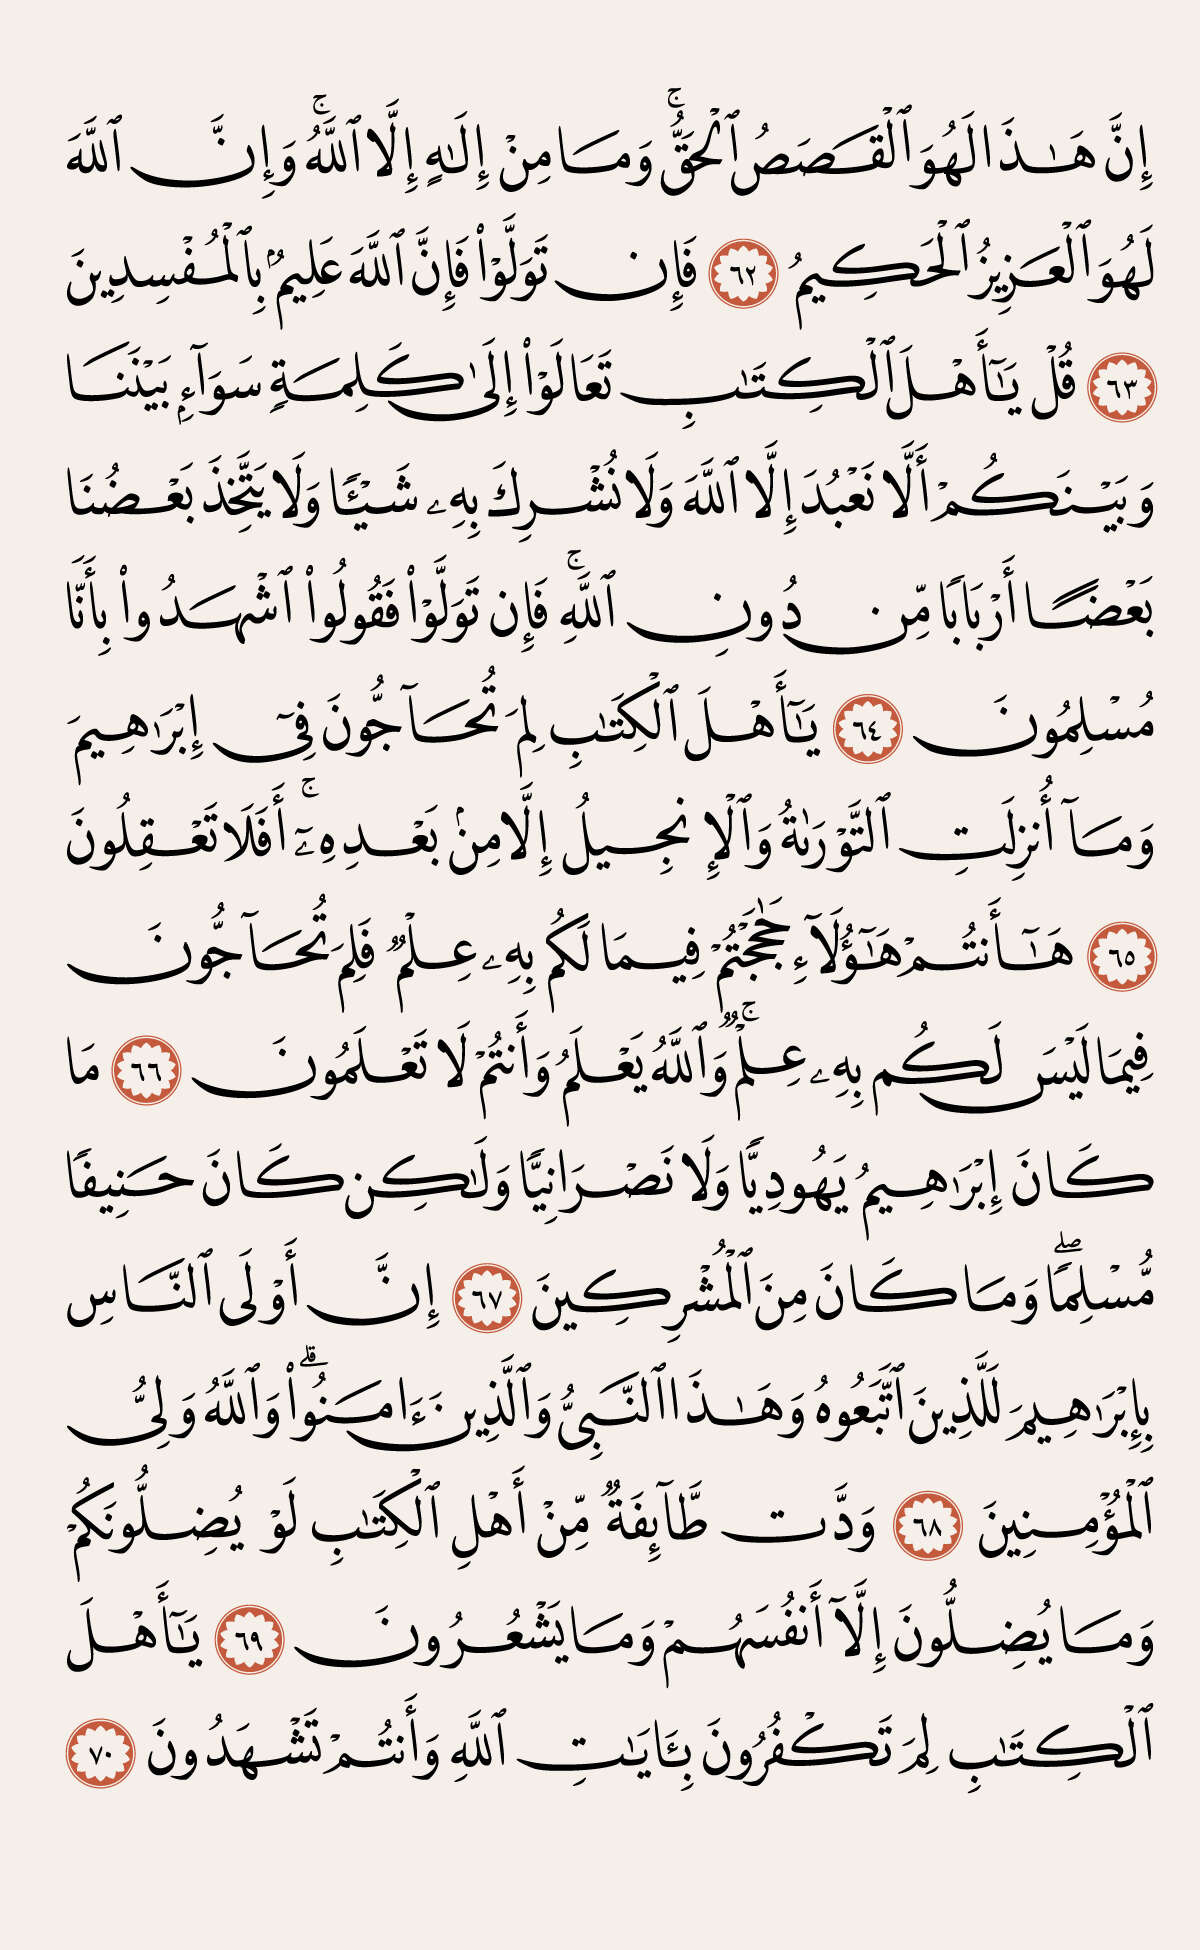 إِنَّ هَٰذَا لَهُوَ ٱلْقَصَصُ ٱلْحَقُّ ۚ وَمَا مِنْ إِلَٰهٍ إِلَّا ٱللَّهُ ۚ وَإِنَّ ٱللَّهَ
لَهُوَ ٱلْعَزِيزُ ٱلْحَكِيمُ ٦٢ فَإِن تَوَلَّوْا۟ فَإِنَّ ٱللَّهَ عَلِيمٌۢ بِٱلْمُفْسِدِينَ
٦٣ قُلْ يَٰٓأَهْلَ ٱلْكِتَٰبِ تَعَالَوْا۟ إِلَىٰ كَلِمَةٍ سَوَآءٍۭ بَيْنَنَا
وَبَيْنَكُمْ أَلَّا نَعْبُدَ إِلَّا ٱللَّهَ وَلَا نُشْرِكَ بِهِۦ شَيْـًٔا وَلَا يَتَّخِذَ بَعْضُنَا
بَعْضًا أَرْبَابًا مِّن دُونِ ٱللَّهِ ۚ فَإِن تَوَلَّوْا۟ فَقُولُوا۟ ٱشْهَدُوا۟ بِأَنَّا
مُسْلِمُونَ ٦٤ يَٰٓأَهْلَ ٱلْكِتَٰبِ لِمَ تُحَآجُّونَ فِىٓ إِبْرَٰهِيمَ
وَمَآ أُنزِلَتِ ٱلتَّوْرَىٰةُ وَٱلْإِنجِيلُ إِلَّا مِنۢ بَعْدِهِۦٓ ۚ أَفَلَا تَعْقِلُونَ
٦٥ هَٰٓأَنتُمْ هَٰٓؤُلَآءِ حَٰجَجْتُمْ فِيمَا لَكُم بِهِۦ عِلْمٌ فَلِمَ تُحَآجُّونَ
فِيمَا لَيْسَ لَكُم بِهِۦ عِلْمٌ ۚ وَٱللَّهُ يَعْلَمُ وَأَنتُمْ لَا تَعْلَمُونَ ٦٦ مَا
كَانَ إِبْرَٰهِيمُ يَهُودِيًّا وَلَا نَصْرَانِيًّا وَلَٰكِن كَانَ حَنِيفًا
مُّسْلِمًا ۖ وَمَا كَانَ مِنَ ٱلْمُشْرِكِينَ ٦٧ إِنَّ أَوْلَى ٱلنَّاسِ
بِإِبْرَٰهِيمَ لَلَّذِينَ ٱتَّبَعُوهُ وَهَٰذَا ٱلنَّبِىُّ وَٱلَّذِينَ ءَامَنُوا۟ ۗ وَٱللَّهُ وَلِىُّ
ٱلْمُؤْمِنِينَ ٦٨ وَدَّت طَّآئِفَةٌ مِّنْ أَهْلِ ٱلْكِتَٰبِ لَوْ يُضِلُّونَكُمْ
وَمَا يُضِلُّونَ إِلَّآ أَنفُسَهُمْ وَمَا يَشْعُرُونَ ٦٩ يَٰٓأَهْلَ
ٱلْكِتَٰبِ لِمَ تَكْفُرُونَ بِـَٔايَٰتِ ٱللَّهِ وَأَنتُمْ تَشْهَدُونَ ٧٠